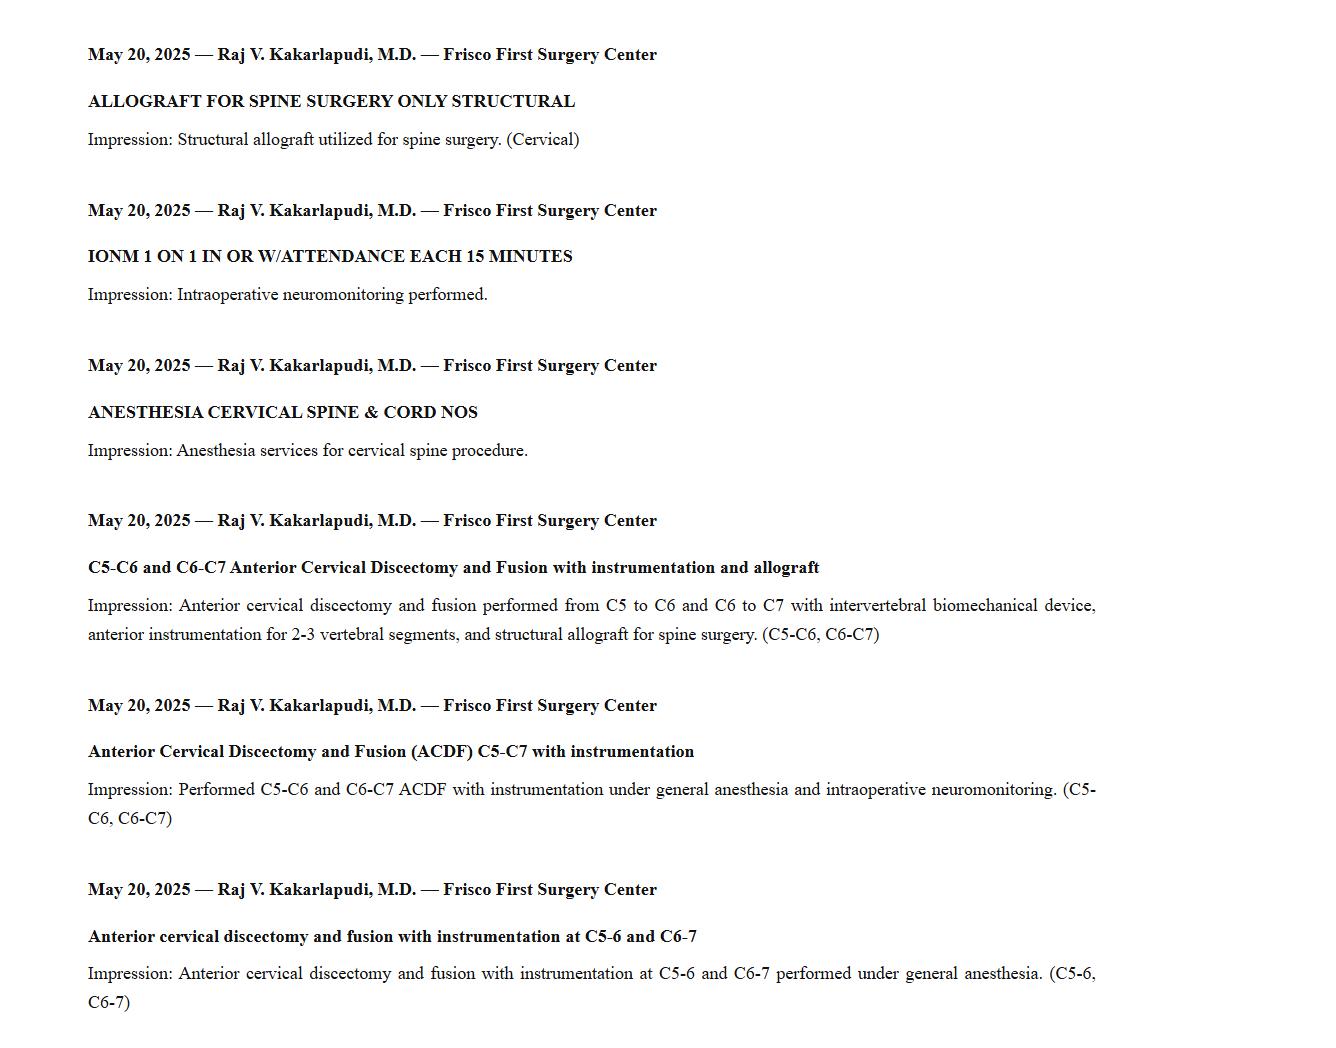 May 20, 2025 — Raj V. Kakarlapudi, M.D. — Frisco First Surgery Center
ALLOGRAFT FOR SPINE SURGERY ONLY STRUCTURAL
Impression: Structural allograft utilized for spine surgery. (Cervical)
May 20, 2025 — Raj V. Kakarlapudi, M.D. — Frisco First Surgery Center
IONM 1 ON 1 IN OR W/ATTENDANCE EACH 15 MINUTES
Impression: Intraoperative neuromonitoring performed.
May 20, 2025 — Raj V. Kakarlapudi, M.D. — Frisco First Surgery Center
ANESTHESIA CERVICAL SPINE & CORD NOS
Impression: Anesthesia services for cervical spine procedure.
May 20, 2025 — Raj V. Kakarlapudi, M.D. — Frisco First Surgery Center
C5-C6 and C6-C7 Anterior Cervical Discectomy and Fusion with instrumentation and allograft
Impression: Anterior cervical discectomy and fusion performed from C5 to C6 and C6 to C7 with intervertebral biomechanical device,
anterior instrumentation for 2-3 vertebral segments, and structural allograft for spine surgery. (C5-C6, C6-C7)
May 20, 2025 — Raj V. Kakarlapudi, M.D. — Frisco First Surgery Center
Anterior Cervical Discectomy and Fusion (ACDF) C5-C7 with instrumentation
Impression: Performed C5-C6 and C6-C7 ACDF with instrumentation under general anesthesia and intraoperative neuromonitoring. (C5-
C6, C6-C7)
May 20, 2025 — Raj V. Kakarlapudi, M.D. — Frisco First Surgery Center
Anterior cervical discectomy and fusion with instrumentation at C5-6 and C6-7
Impression: Anterior cervical discectomy and fusion with instrumentation at C5-6 and C6-7 performed under general anesthesia. (C5-6,
C6-7)